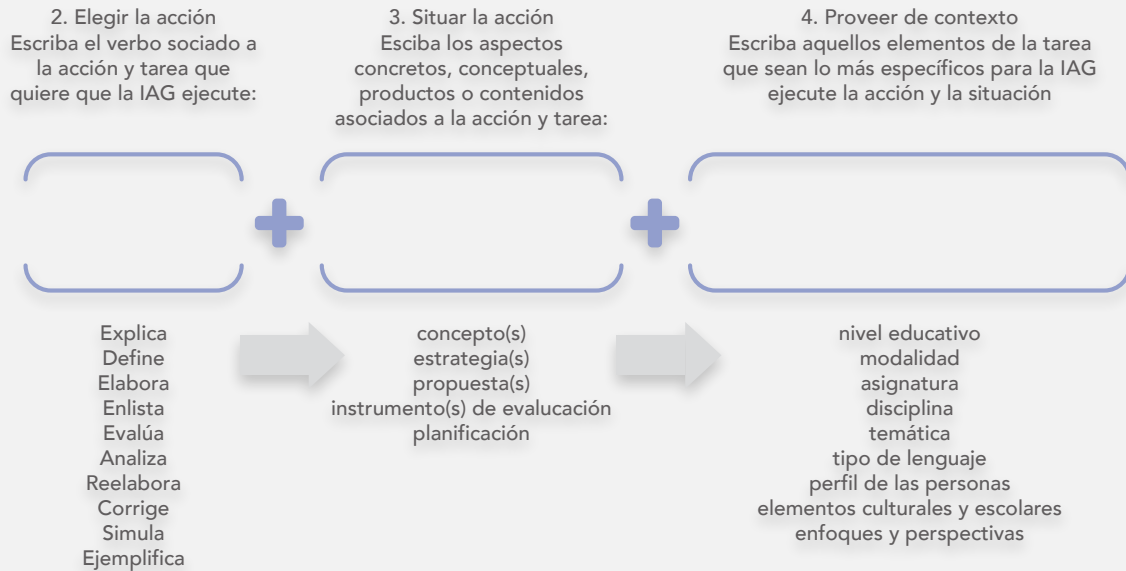 2. Elegir la acción
Escriba el verbo sociado a
la acción y tarea que
quiere que la IAG ejecute:
3. Situar la acción
Esciba los aspectos
concretos, conceptuales,
productos o contenidos
asociados a la acción y tarea:
4. Proveer de contexto
Escriba aquellos elementos de la tarea
que sean lo más específicos para la IAG
ejecute la acción y la situación
Explica
Define
Elabora
Enlista
Evalúa
Analiza
Reelabora
Corrige
Simula
Ejemplifica
concepto(s)
estrategia(s)
propuesta(s)
instrumento(s) de evalucación
planificación
nivel educativo
modalidad
asignatura
disciplina
temática
tipo de lenguaje
perfil de las personas
elementos culturales y escolares
enfoques y perspectivas